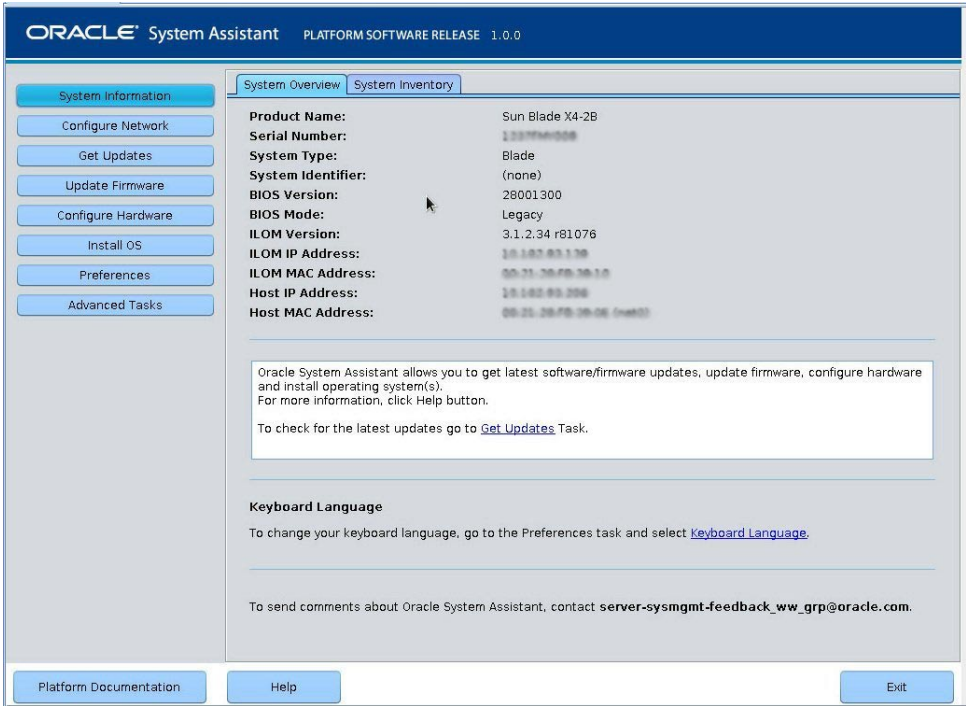 ORACLE System Assistant PLATFORM SOFTWARE RELEASE 1.0.0
System Information
Configure Network
Get Updates
Update Firmware
Configure Hardware
Install OS
Preferences
Advanced Tasks
System Overview System Inventory
Product Name: Sun Blade X4-2B
Serial Number:
System Type: Blade
System Identifier: (none)
BIOS Version: 28001300
BIOS Mode: Legacy
ILOM Version: 3.1.2.34 r81076
ILOM IP Address:
ILOM MAC Address:
Host IP Address:
Host MAC Address:
Oracle System Assistant allows you to get latest software/firmware updates, update firmware, configure hardware
and install operating system(s).
For more information, click Help button.
To check for the latest updates go to Get Updates Task.
Keyboard Language
To change your keyboard language, go to the Preferences task and select Keyboard Language.
To send comments about Oracle System Assistant, contact server-sysmgmt-feedback_ww_grp@oracle.com.
Platform Documentation Help Exit